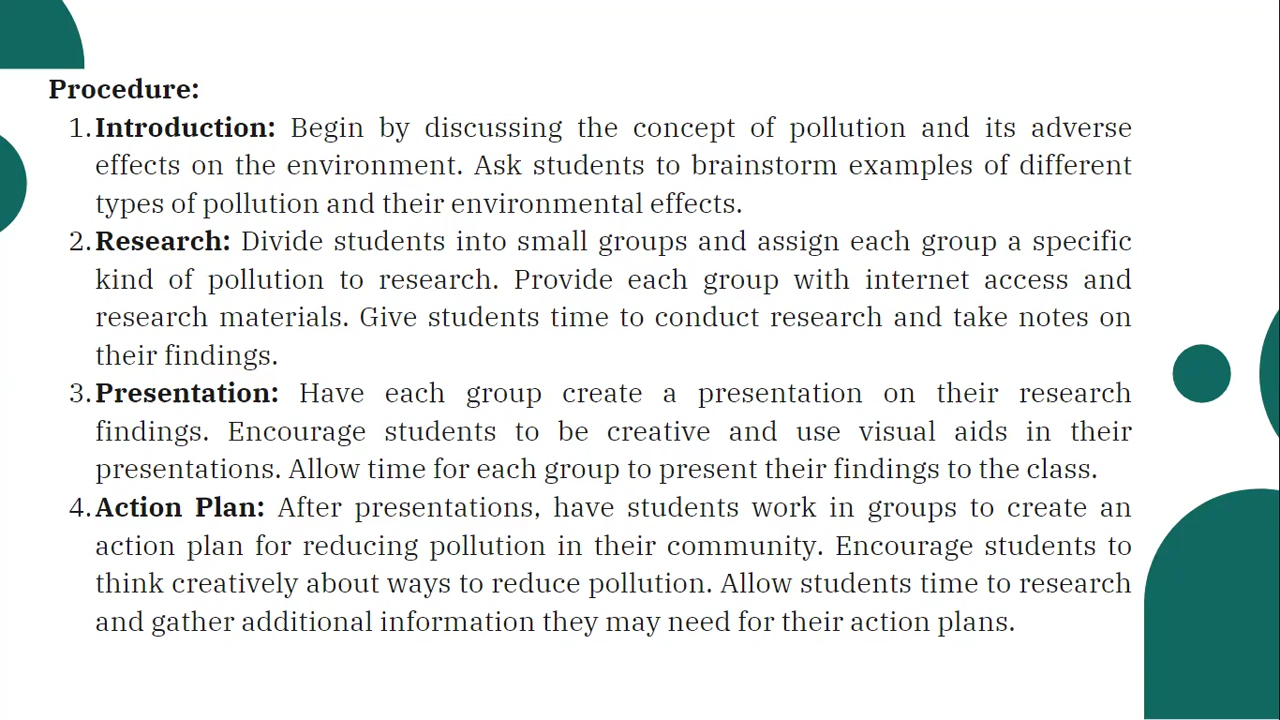 Procedure:
1. Introduction: Begin by discussing the concept of pollution and its adverse
effects on the environment. Ask students to brainstorm examples of different
types of pollution and their environmental effects.
2. Research: Divide students into small groups and assign each group a specific
kind of pollution to research. Provide each group with internet access and
research materials. Give students time to conduct research and take notes on
their findings.
3. Presentation: Have each group create a presentation on their research
findings. Encourage students to be creative and use visual aids in their
presentations. Allow time for each group to present their findings to the class.
4. Action Plan: After presentations, have students work in groups to create an
action plan for reducing pollution in their community. Encourage students to
think creatively about ways to reduce pollution. Allow students time to research
and gather additional information they may need for their action plans.